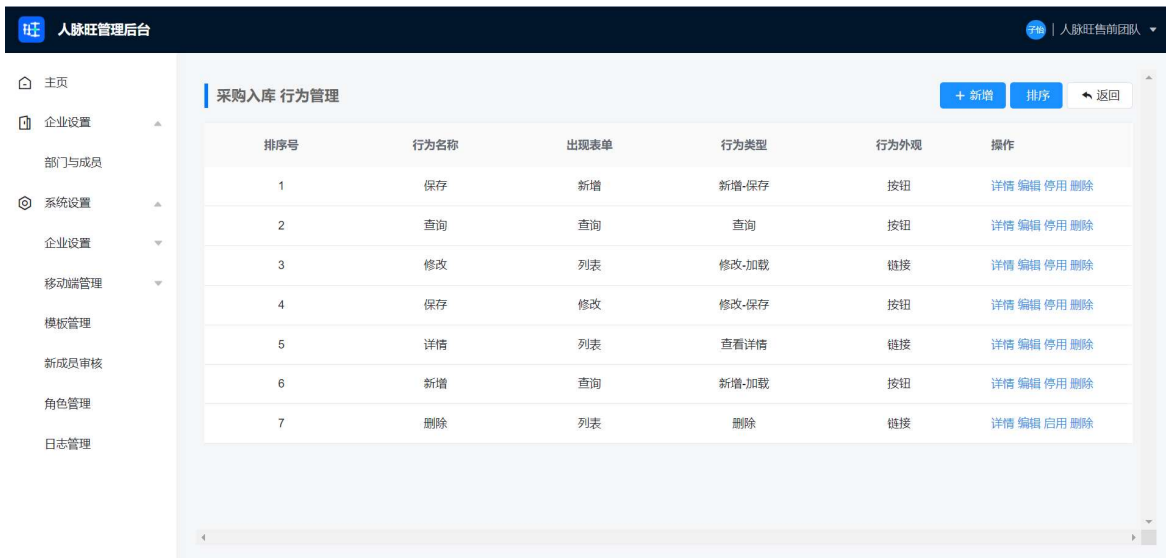 旺 人脉旺管理后台 子怡 | 人脉旺售前团队
主页
企业设置
部门与成员
系统设置
企业设置
移动端管理
模板管理
新成员审核
角色管理
日志管理
采购入库 行为管理 + 新增 排序 返回
排序号 行为名称 出现表单 行为类型 行为外观 操作
1 保存 新增 新增-保存 按钮 详情 编辑 停用 删除
2 查询 查询 查询 按钮 详情 编辑 停用 删除
3 修改 列表 修改-加载 链接 详情 编辑 停用 删除
4 保存 修改 修改-保存 按钮 详情 编辑 停用 删除
5 详情 列表 查看详情 链接 详情 编辑 停用 删除
6 新增 查询 新增-加载 按钮 详情 编辑 停用 删除
7 删除 列表 删除 链接 详情 编辑 启用 删除